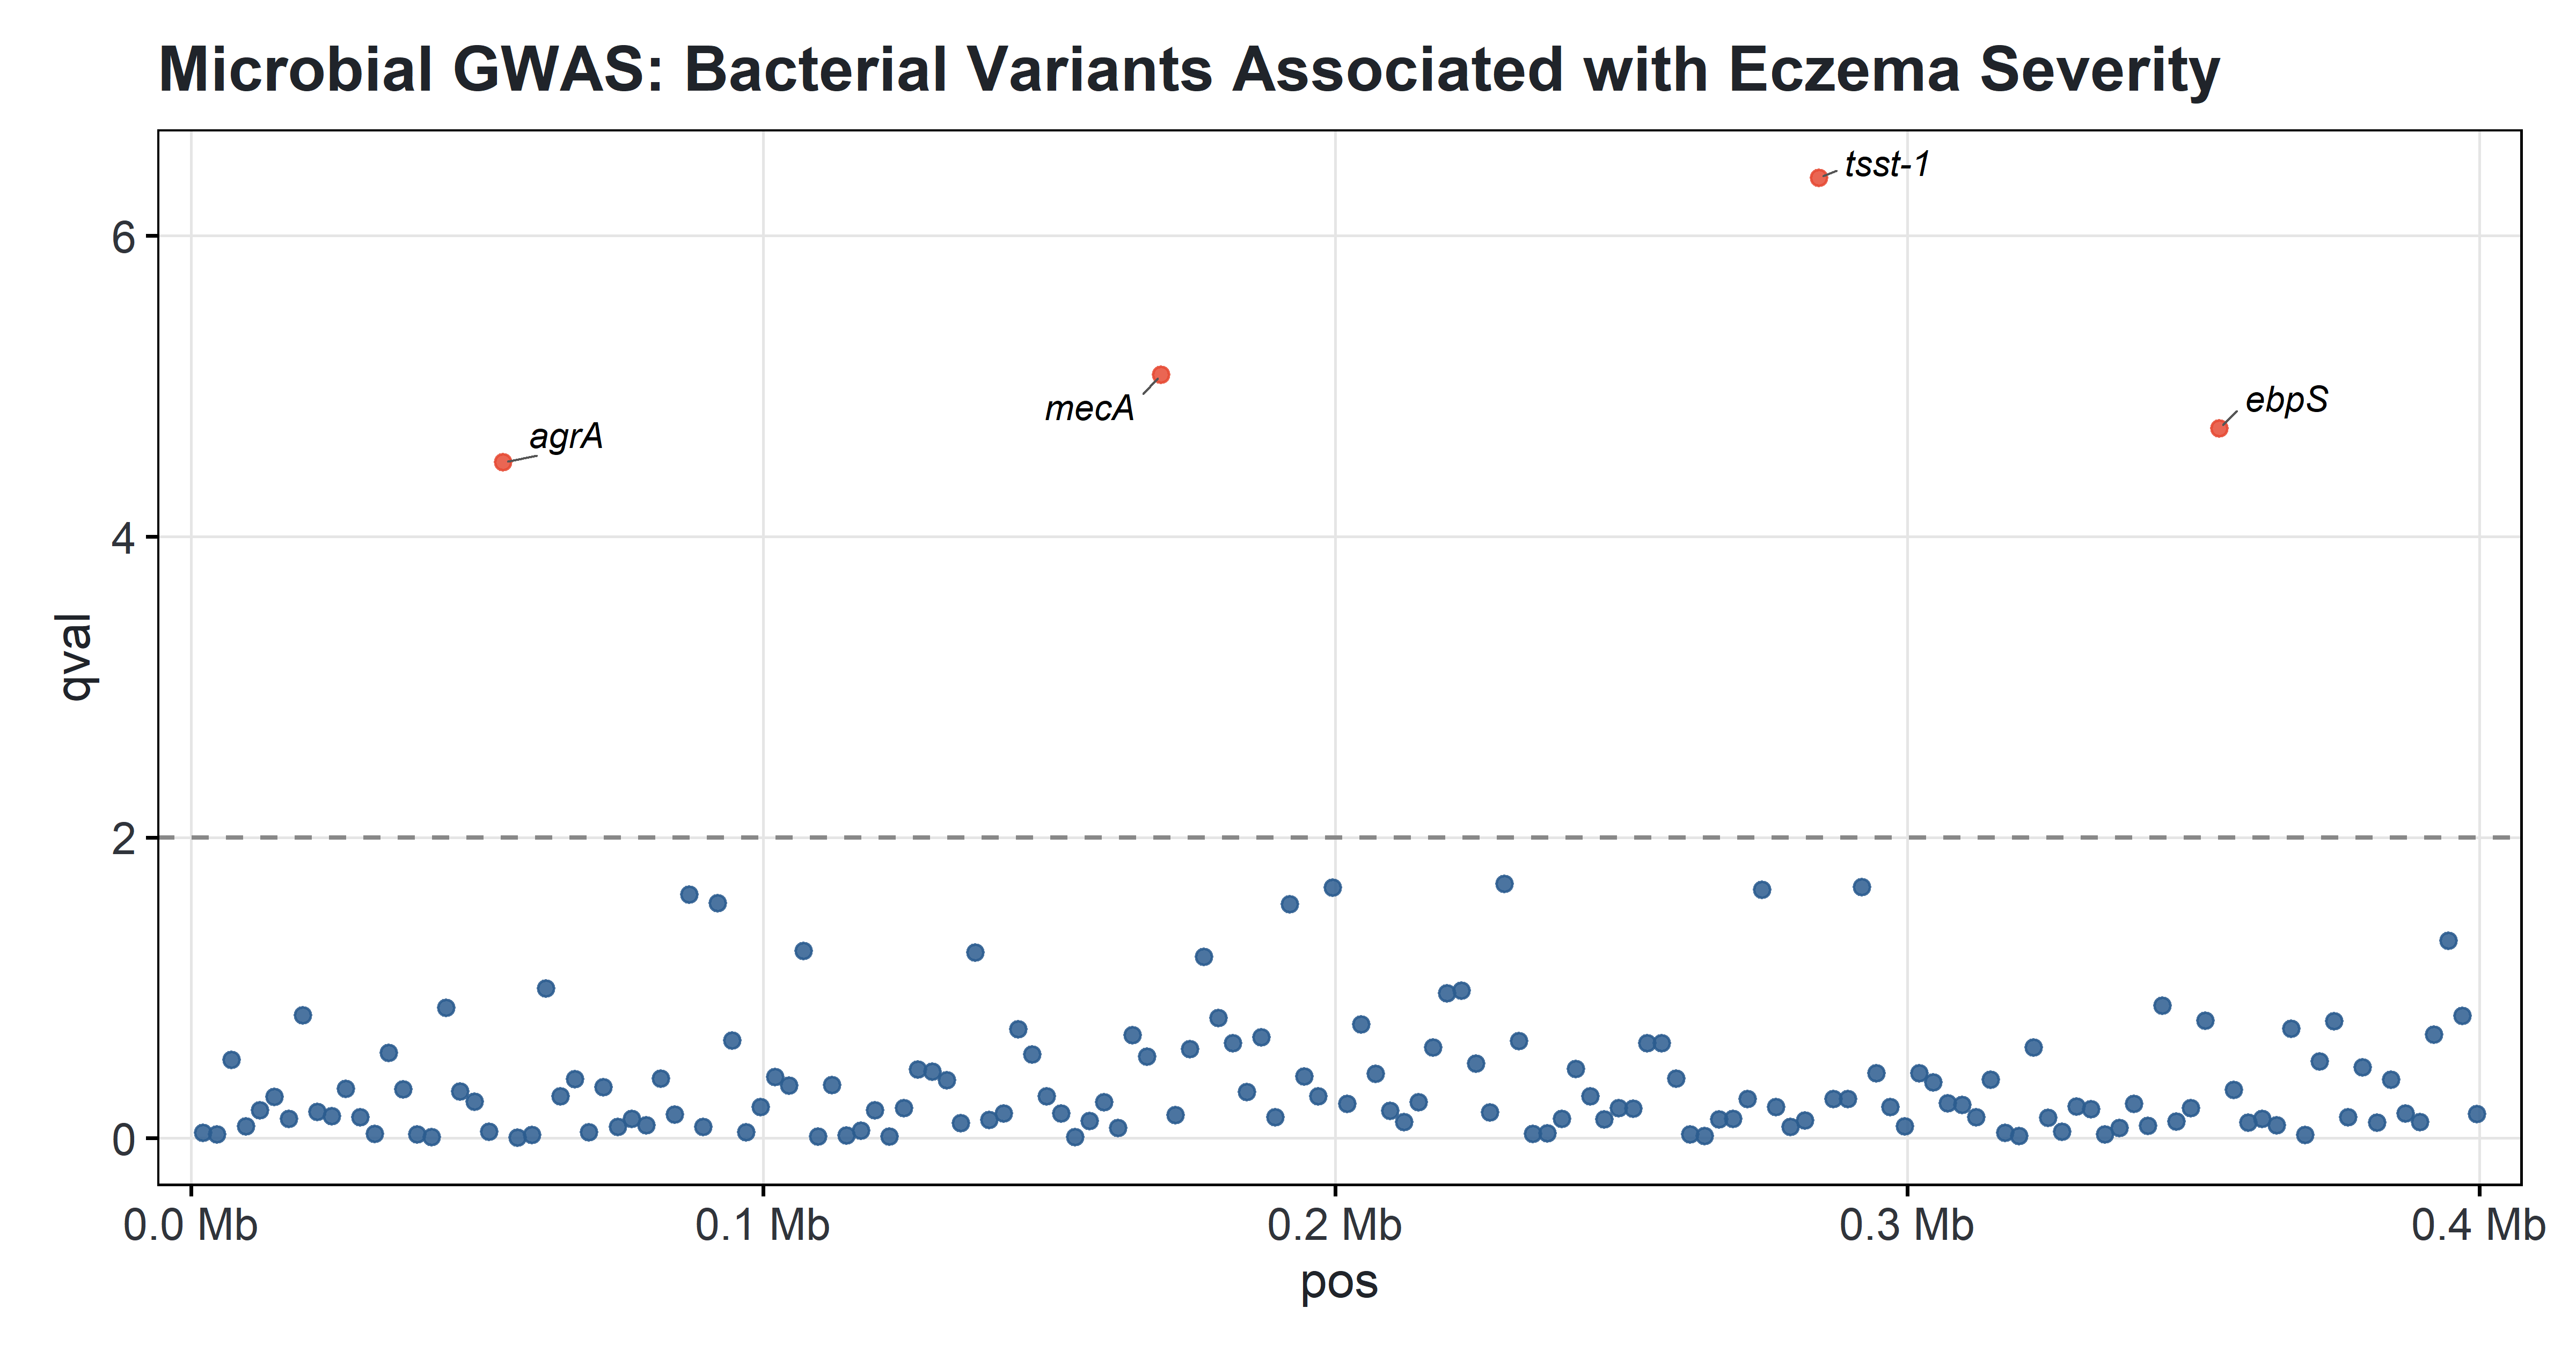 Microbial GWAS: Bacterial Variants Associated with Eczema Severity
tsst-1
6
mecA
ebpS
agrA
4
qval
2
0
0.0 Mb 0.1 Mb 0.2 Mb 0.3 Mb 0.4 Mb
pos